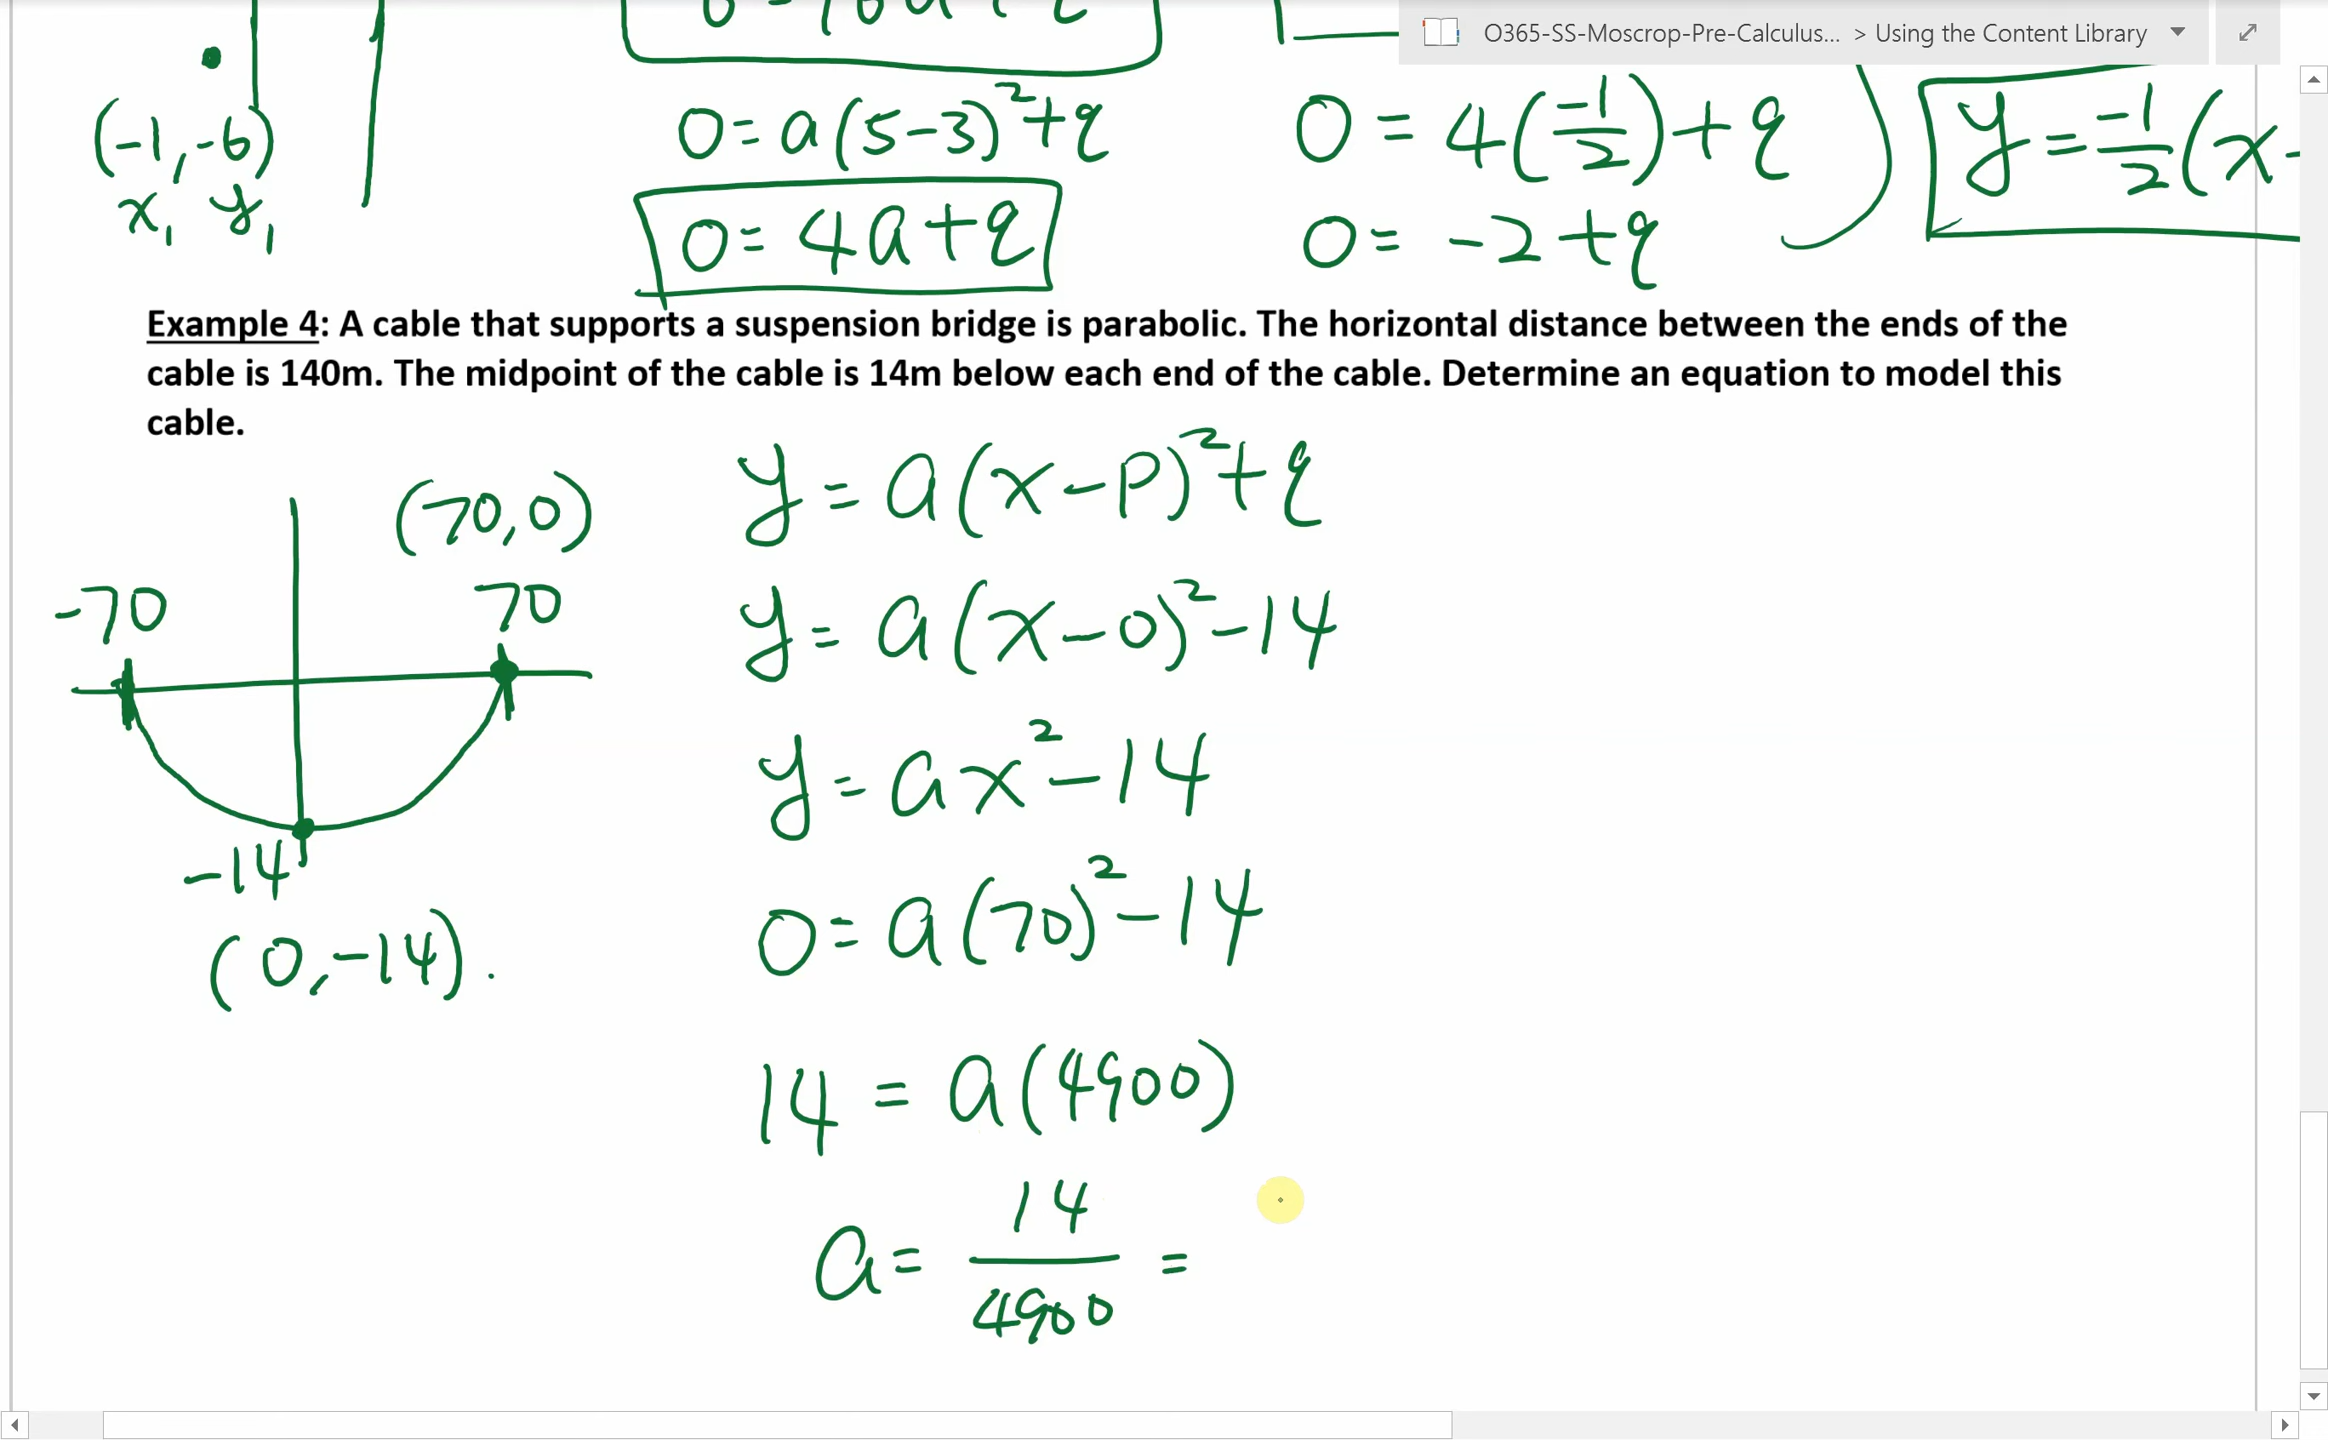 O365-SS-Moscrop-Pre-Calculus... > Using the Content Library
(-1,-6)
x₁ y₁
0=a(5-3)²+q
0=4a+q
0=4(-1/2)+q
0=-2+q
y=-1/2(x-
Example 4: A cable that supports a suspension bridge is parabolic. The horizontal distance between the ends of the
cable is 140m. The midpoint of the cable is 14m below each end of the cable. Determine an equation to model this
cable.
(70,0)
-70
70
-14
(0,-14).
y=a(x-p)²+q
y=a(x-0)²-14
y=ax²-14
0=a(70)²-14
14=a(4900)
a=14/4900=